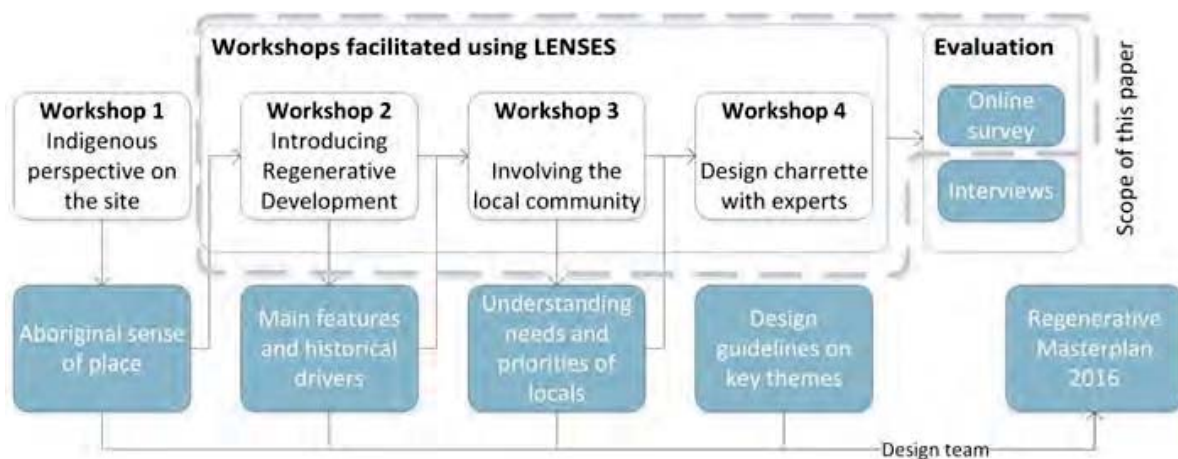 Workshops facilitated using LENSES
Evaluation
Scope of this paper
Workshop 1
Indigenous
perspective on
the site
Workshop 2
Introducing
Regenerative
Development
Workshop 3
Involving the
local community
Workshop 4
Design charrette
with experts
Online
survey
Interviews
Aboriginal sense
of place
Main features
and historical
drivers
Understanding
needs and
priorities of
locals
Design
guidelines on
key themes
Regenerative
Masterplan
2016
Design team